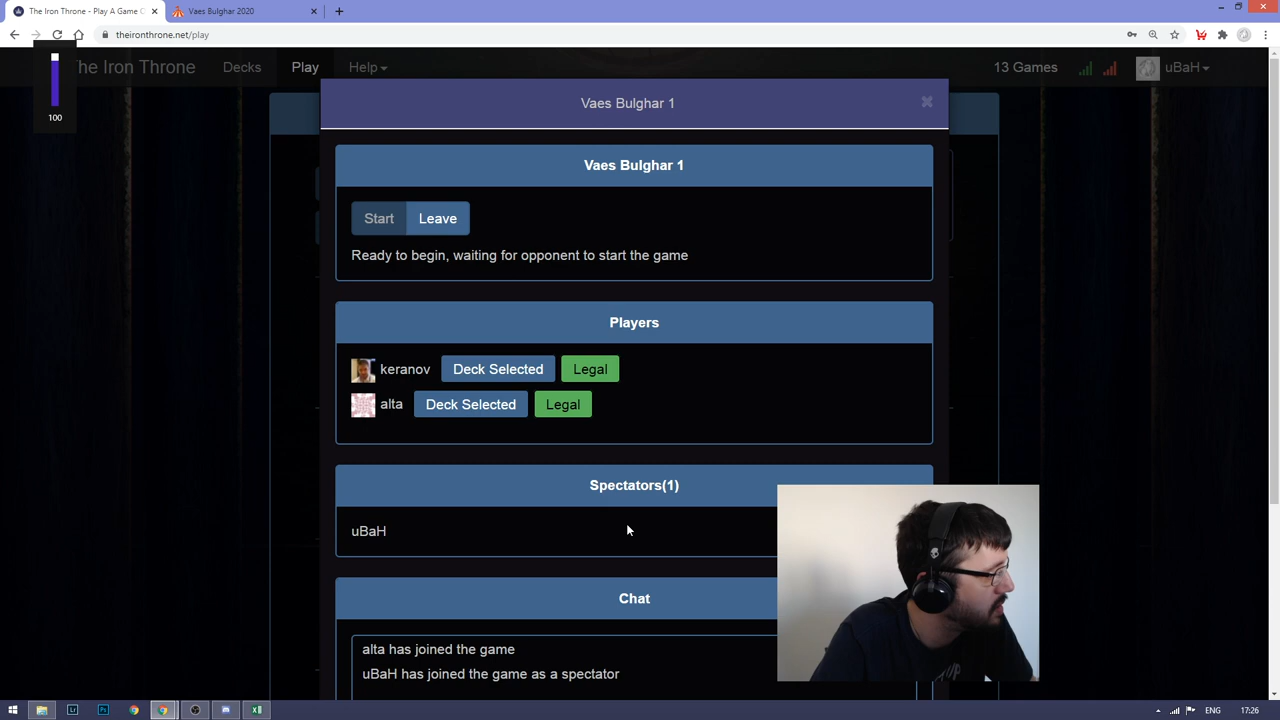 The Iron Throne - Play A Game O
Vaes Bulghar 2020
theironthrone.net/play
The Iron Throne
Decks
Play
Help
13 Games
uBaH
100
Vaes Bulghar 1
Vaes Bulghar 1
Start
Leave
Ready to begin, waiting for opponent to start the game
Players
keranov
Deck Selected
Legal
alta
Deck Selected
Legal
Spectators(1)
uBaH
Chat
alta has joined the game
uBaH has joined the game as a spectator
Lr
Ps
ENG
17:26